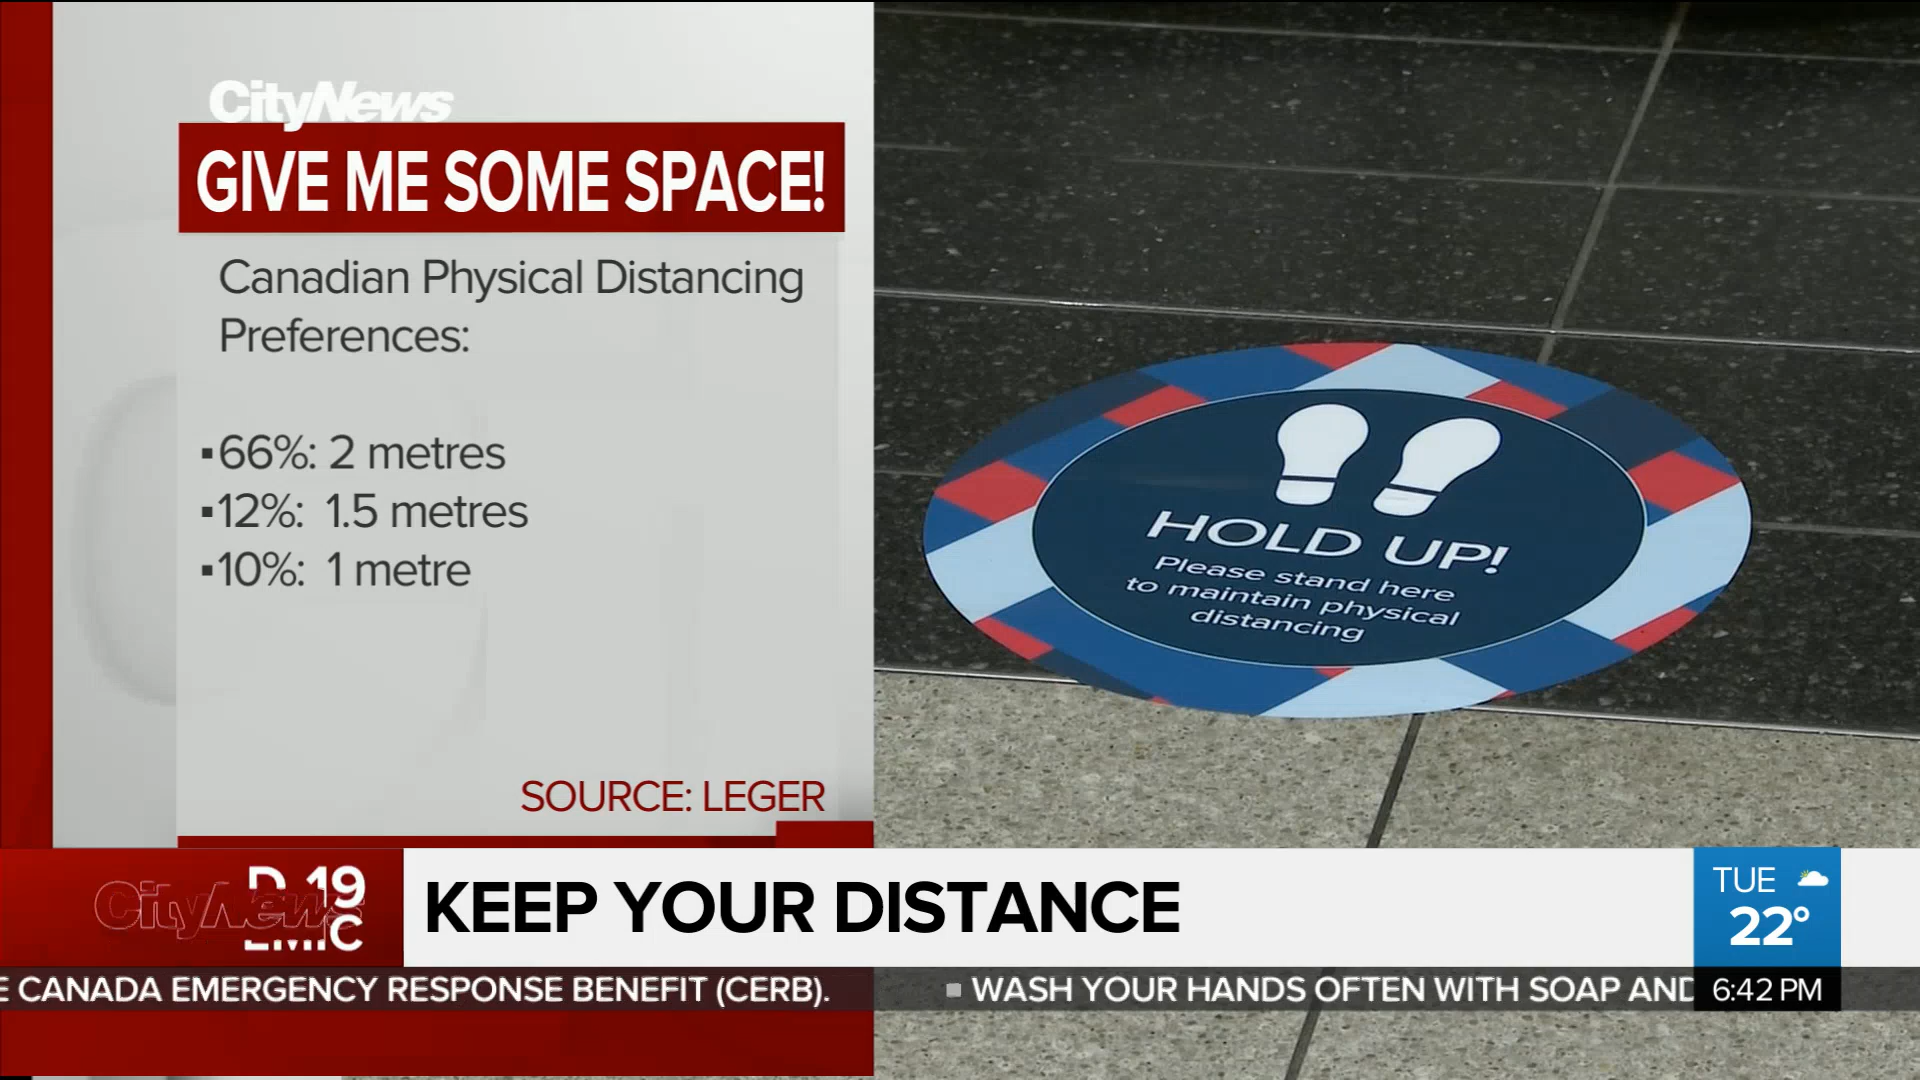 CityNews
GIVE ME SOME SPACE!
Canadian Physical Distancing
Preferences:
▪66%: 2 metres
▪12%: 1.5 metres
▪10%: 1 metre
SOURCE: LEGER
HOLD UP!
Please stand here
to maintain physical
distancing
CityNews
KEEP YOUR DISTANCE
TUE
22°
CANADA EMERGENCY RESPONSE BENEFIT (CERB).
WASH YOUR HANDS OFTEN WITH SOAP AND
6:42 PM